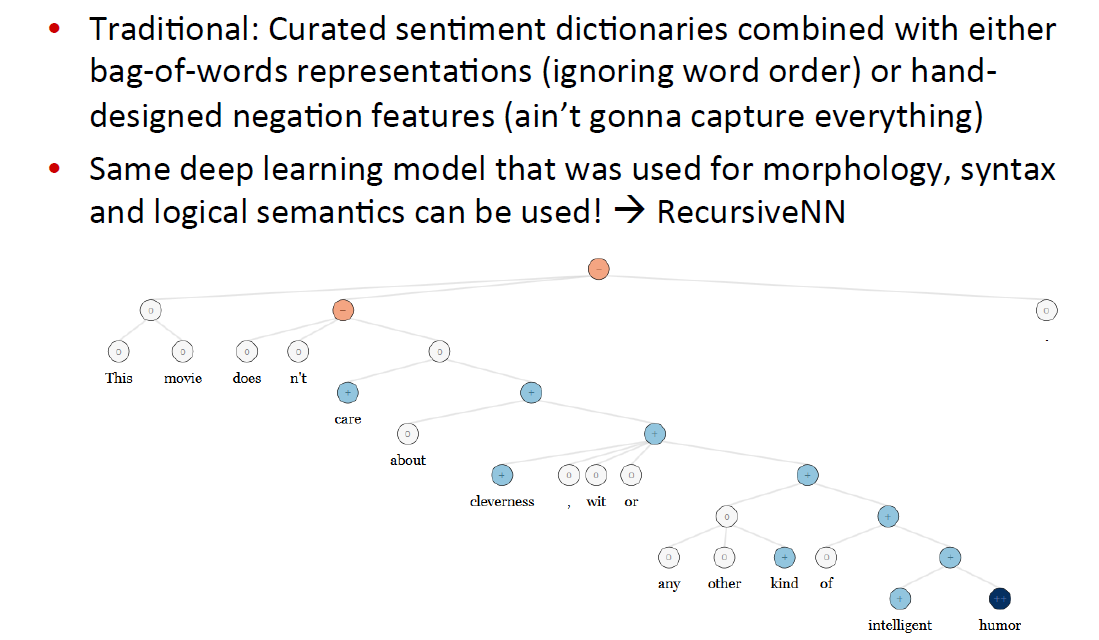 • Traditional: Curated sentiment dictionaries combined with either
bag-of-words representations (ignoring word order) or hand-
designed negation features (ain’t gonna capture everything)
• Same deep learning model that was used for morphology, syntax
and logical semantics can be used! → RecursiveNN
-
0 - 0
0 0 0 0 0 .
This movie does n't
+ +
care
0 +
about
+ 0 0 0 +
cleverness , wit or
0 +
0 0 + 0 +
any other kind of
+ ++
intelligent humor